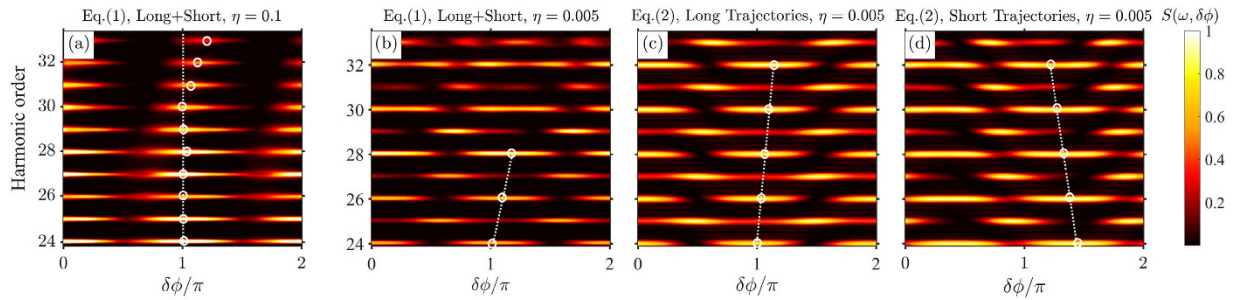 Eq.(1), Long+Short, η = 0.1
Eq.(1), Long+Short, η = 0.005
Eq.(2), Long Trajectories, η = 0.005
Eq.(2), Short Trajectories, η = 0.005
S(ω, δϕ)
(a)
(b)
(c)
(d)
Harmonic order
32
30
28
26
24
32
30
28
26
24
32
30
28
26
24
32
30
28
26
24
1
0.8
0.6
0.4
0.2
0 1 2
0 1 2
0 1 2
0 1 2
δϕ/π
δϕ/π
δϕ/π
δϕ/π